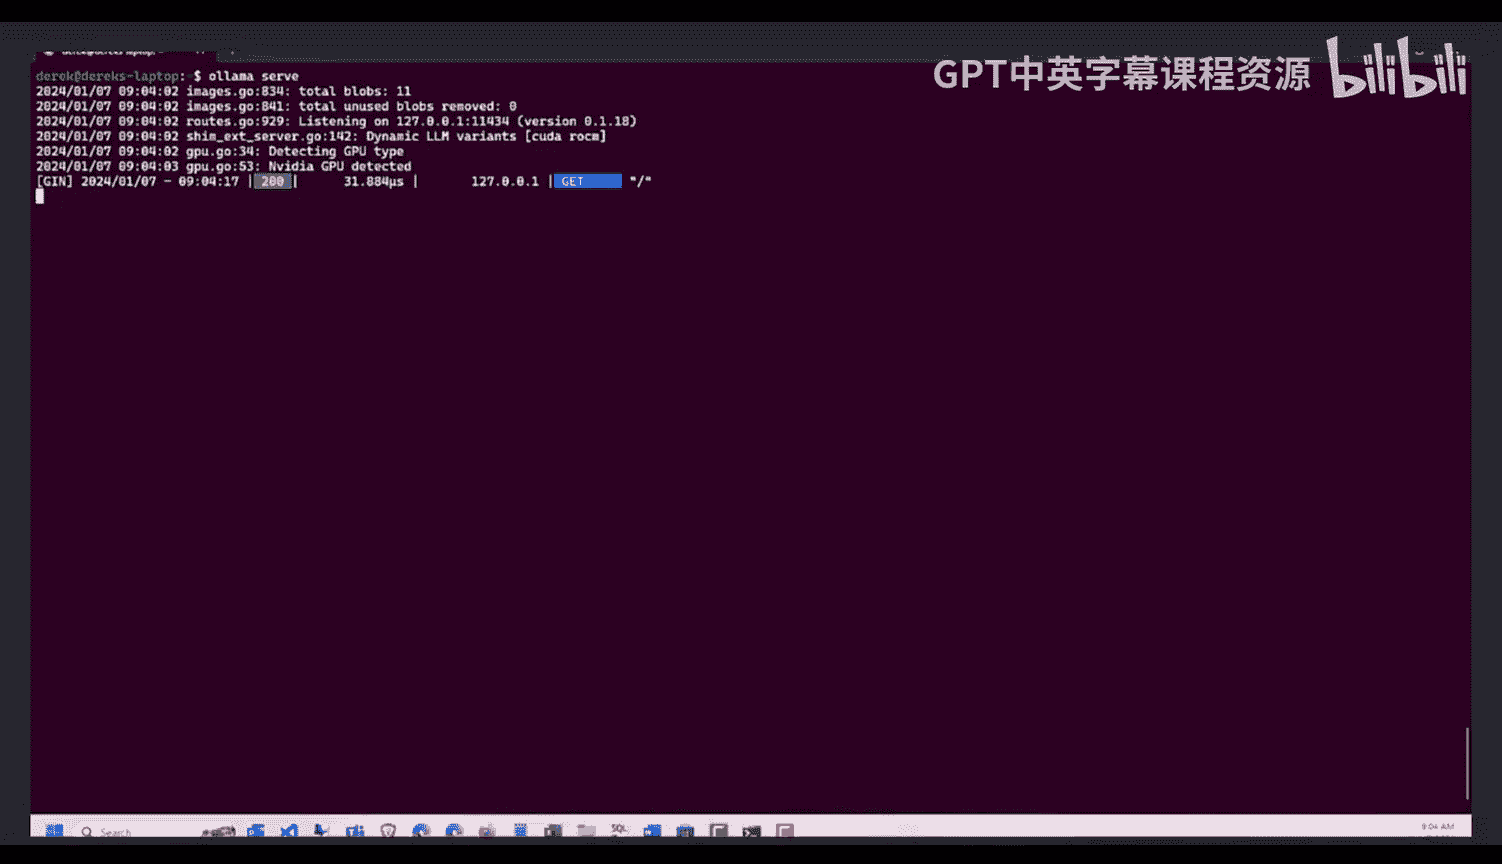 GPT中英字幕课程资源 bilibili
derek@dereks-laptop: $ ollama serve
2024/01/07 09:04:02 images.go:834: total blobs: 11
2024/01/07 09:04:02 images.go:841: total unused blobs removed: 0
2024/01/07 09:04:02 routes.go:929: Listening on 127.0.0.1:11434 (version 0.1.18)
2024/01/07 09:04:02 shim_ext_server.go:142: Dynamic LLM variants [cuda rocm]
2024/01/07 09:04:02 gpu.go:34: Detecting GPU type
2024/01/07 09:04:03 gpu.go:53: Nvidia GPU detected
[GIN] 2024/01/07 - 09:04:17 | 200 | 31.884µs | 127.0.0.1 | GET "/"
Search
9:04 AM